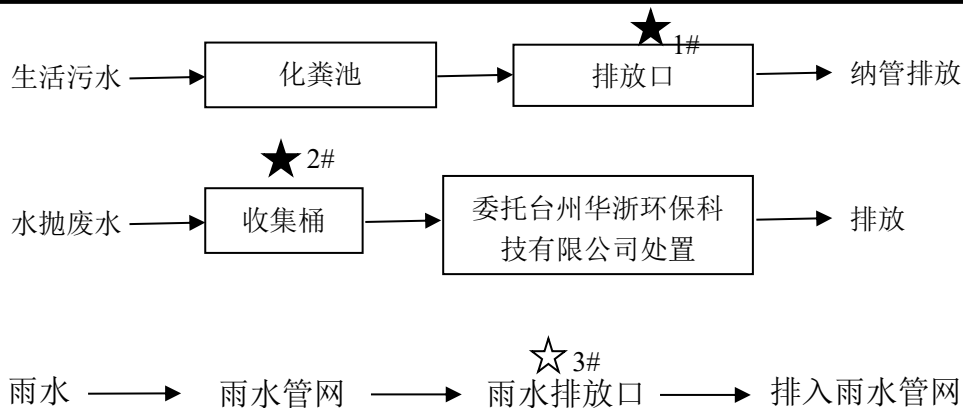 1#
生活污水
化粪池
排放口
纳管排放
2#
水抛废水
收集桶
委托台州华浙环保科
技有限公司处置
排放
3#
雨水
雨水管网
雨水排放口
排入雨水管网